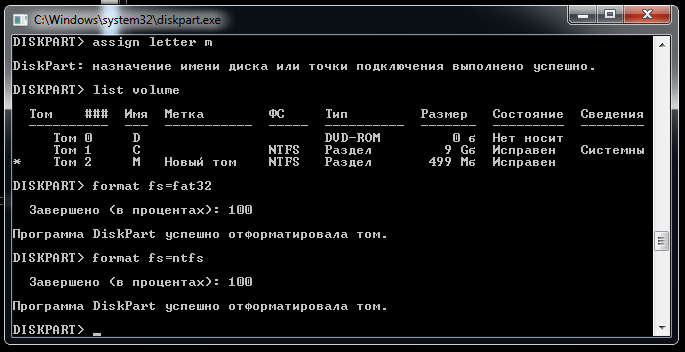 C:\Windows\system32\diskpart.exe
DISKPART> assign letter m
DiskPart: назначение имени диска или точки подключения выполнено успешно.
DISKPART> list volume
Том ### Имя Метка ФС Тип Размер Состояние Сведения
---------- --- ----------- ----- ---------- ------- --------- --------
Том 0 D DVD-ROM 0 б Нет носит
Том 1 C NTFS Раздел 9 Gб Исправен Системны
* Том 2 M Новый том NTFS Раздел 499 Мб Исправен
DISKPART> format fs=fat32
Завершено (в процентах): 100
Программа DiskPart успешно отформатировала том.
DISKPART> format fs=ntfs
Завершено (в процентах): 100
Программа DiskPart успешно отформатировала том.
DISKPART> _